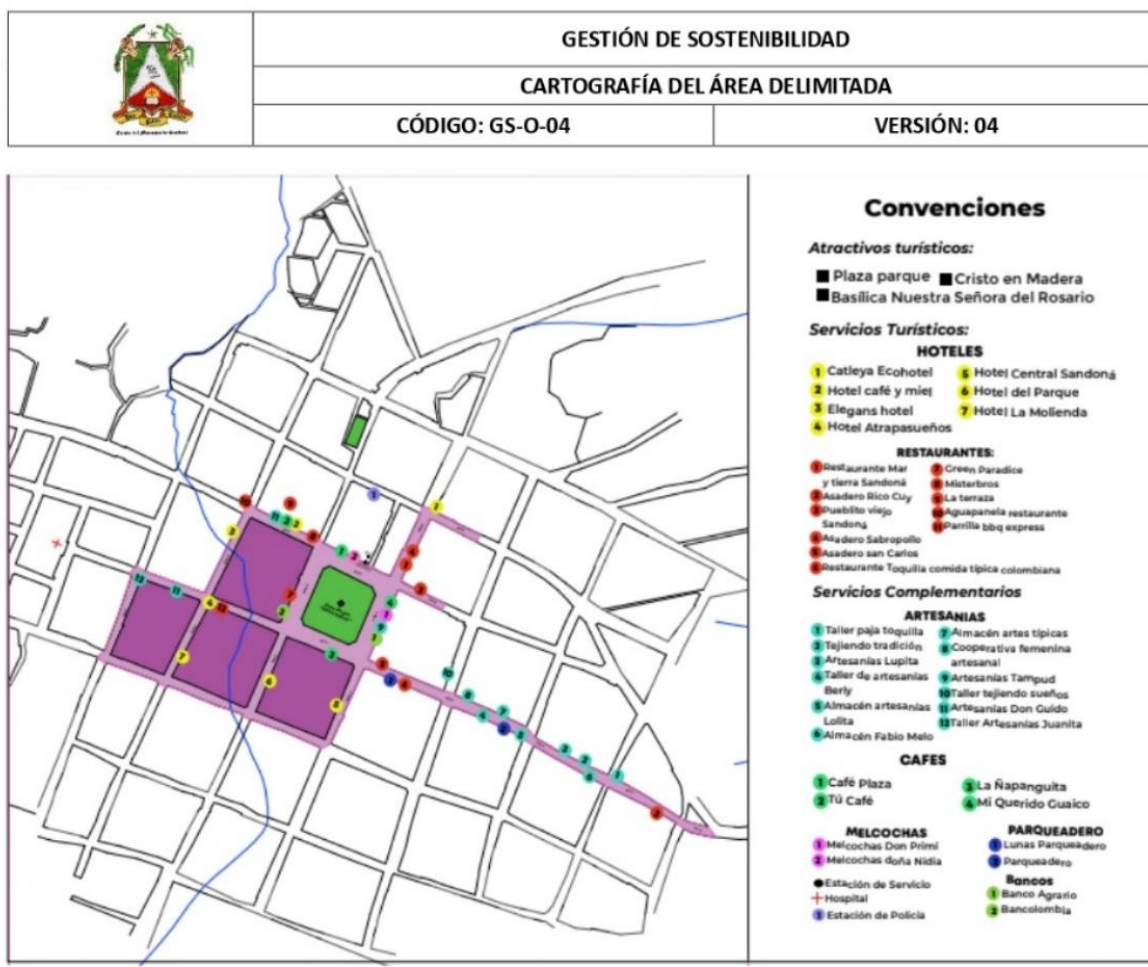 GESTIÓN DE SOSTENIBILIDAD
CARTOGRAFÍA DEL ÁREA DELIMITADA
CÓDIGO: GS-O-04
VERSIÓN: 04
Convenciones
Atractivos turísticos:
Plaza parque
Cristo en Madera
Basílica Nuestra Señora del Rosario
Servicios Turísticos:
HOTELES
1 Catleya Ecohotel
2 Hotel café y miel
3 Elegans hotel
4 Hotel Atrapasueños
5 Hotel Central Sandoná
6 Hotel del Parque
7 Hotel La Molienda
RESTAURANTES:
1 Restaurante Mar
y tierra Sandoná
2 Asadero Rico Cuy
3 Pueblito viejo
Sandoná
4 Asadero Sabropollo
5 Asadero san Carlos
6 Restaurante Toquilla comida típica colombiana
7 Green Paradice
8 Misterbros
9 La terraza
10 Aguapanela restaurante
11 Parrilla bbq express
Servicios Complementarios
ARTESANIAS
1 Taller paja toquilla
2 Tejiendo tradición
3 Artesanías Lupita
4 Taller de artesanías
Berly
5 Almacén artesanías
Lolita
6 Almacén Fabio Melo
7 Almacén artes típicas
8 Cooperativa femenina
artesanal
9 Artesanías Tampud
10 Taller tejiendo sueños
11 Artesanías Don Guido
12 Taller Artesanías Juanita
CAFES
1 Café Plaza
2 Tú Café
3 La Ñapanguita
4 Mi Querido Guaico
MELCOCHAS
1 Melcochas Don Primi
2 Melcochas doña Nidia
PARQUEADERO
1 Lunas Parqueadero
2 Parqueadero
Estación de Servicio
Hospital
1 Estación de Policía
Bancos
1 Banco Agrario
2 Bancolombia